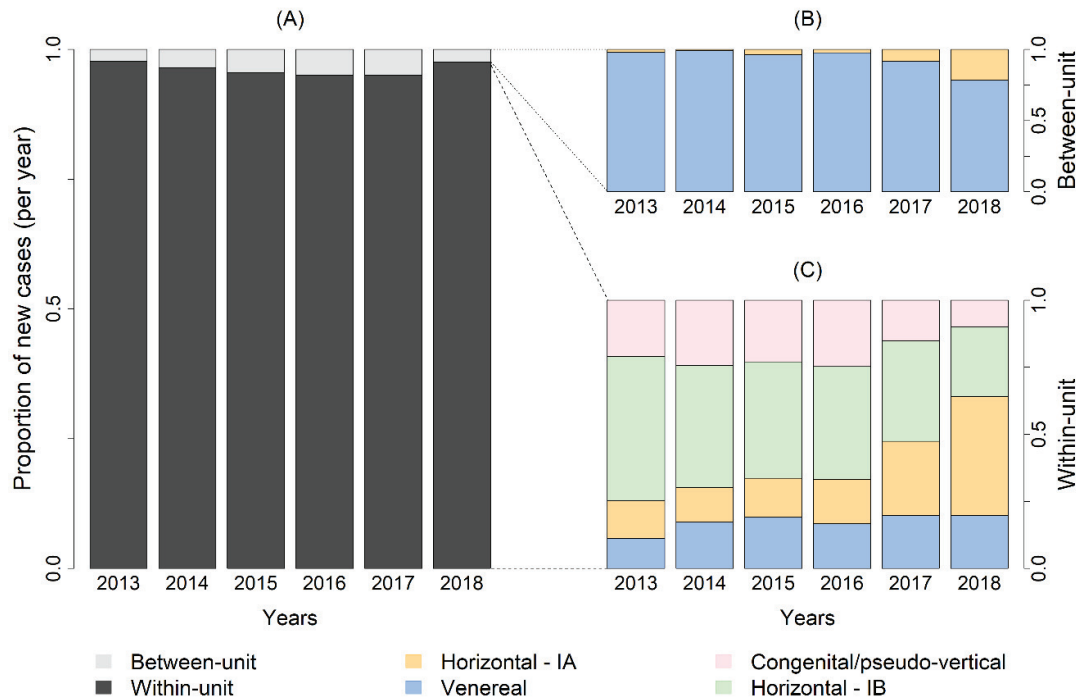 (A)
Proportion of new cases (per year)
1.0
0.5
0.0
2013 2014 2015 2016 2017 2018
Years
(B)
Between-unit
1.0
0.5
0.0
2013 2014 2015 2016 2017 2018
(C)
Within-unit
1.0
0.5
0.0
2013 2014 2015 2016 2017 2018
Years
Between-unit Horizontal - IA Congenital/pseudo-vertical
Within-unit Venereal Horizontal - IB